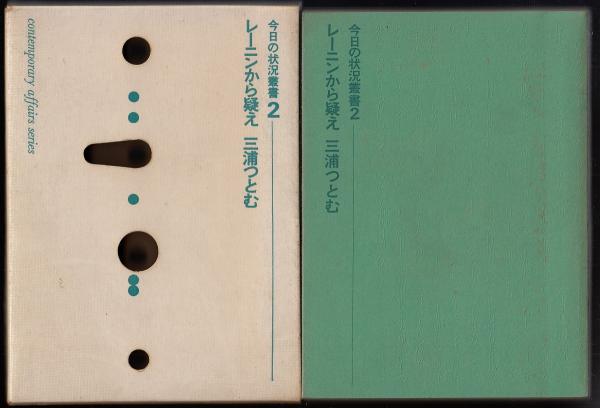 今日の状況叢書2
レーニンから疑え 三浦つとむ
contemporary affairs series
今日の状況叢書2
レーニンから疑え 三浦つとむ